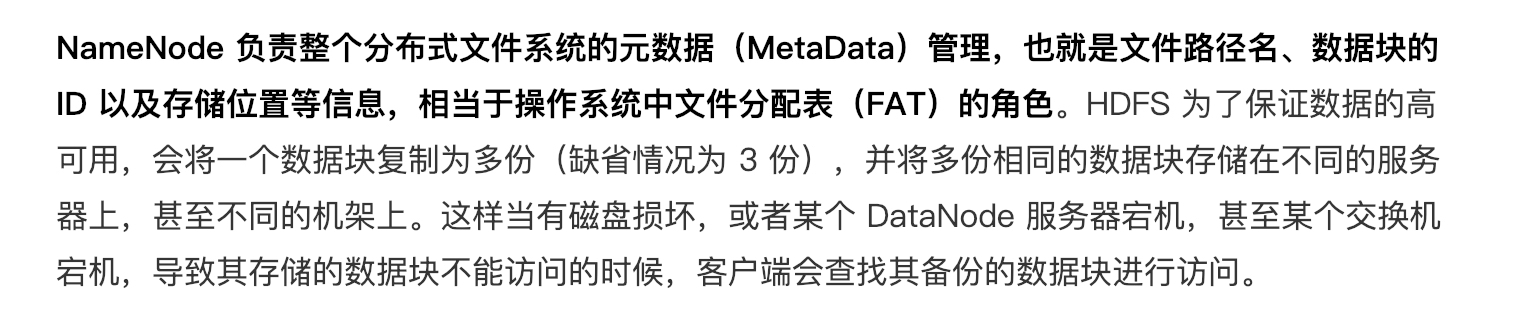 NameNode 负责整个分布式文件系统的元数据（MetaData）管理，也就是文件路径名、数据块的
ID 以及存储位置等信息，相当于操作系统中文件分配表（FAT）的角色。HDFS 为了保证数据的高
可用，会将一个数据块复制为多份（缺省情况为 3 份），并将多份相同的数据块存储在不同的服务
器上，甚至不同的机架上。这样当有磁盘损坏，或者某个 DataNode 服务器宕机，甚至某个交换机
宕机，导致其存储的数据块不能访问的时候，客户端会查找其备份的数据块进行访问。